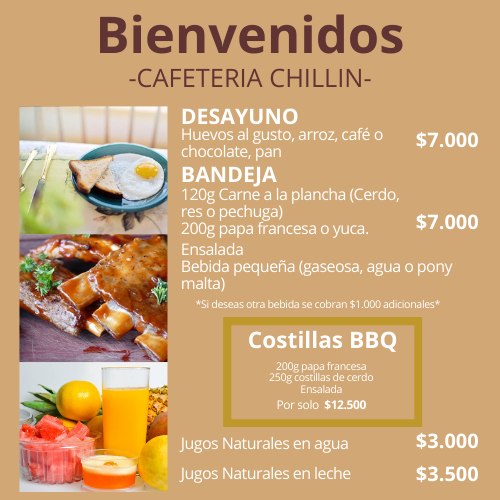 Bienvenidos
-CAFETERIA CHILLIN-
DESAYUNO
Huevos al gusto, arroz, café o
chocolate, pan
$7.000
BANDEJA
120g Carne a la plancha (Cerdo,
res o pechuga)
200g papa francesa o yuca.
$7.000
Ensalada
Bebida pequeña (gaseosa, agua o pony
malta)
*Si deseas otra bebida se cobran $1.000 adicionales*
Costillas BBQ
200g papa francesa
250g costillas de cerdo
Ensalada
Por solo $12.500
Jugos Naturales en agua $3.000
Jugos Naturales en leche $3.500